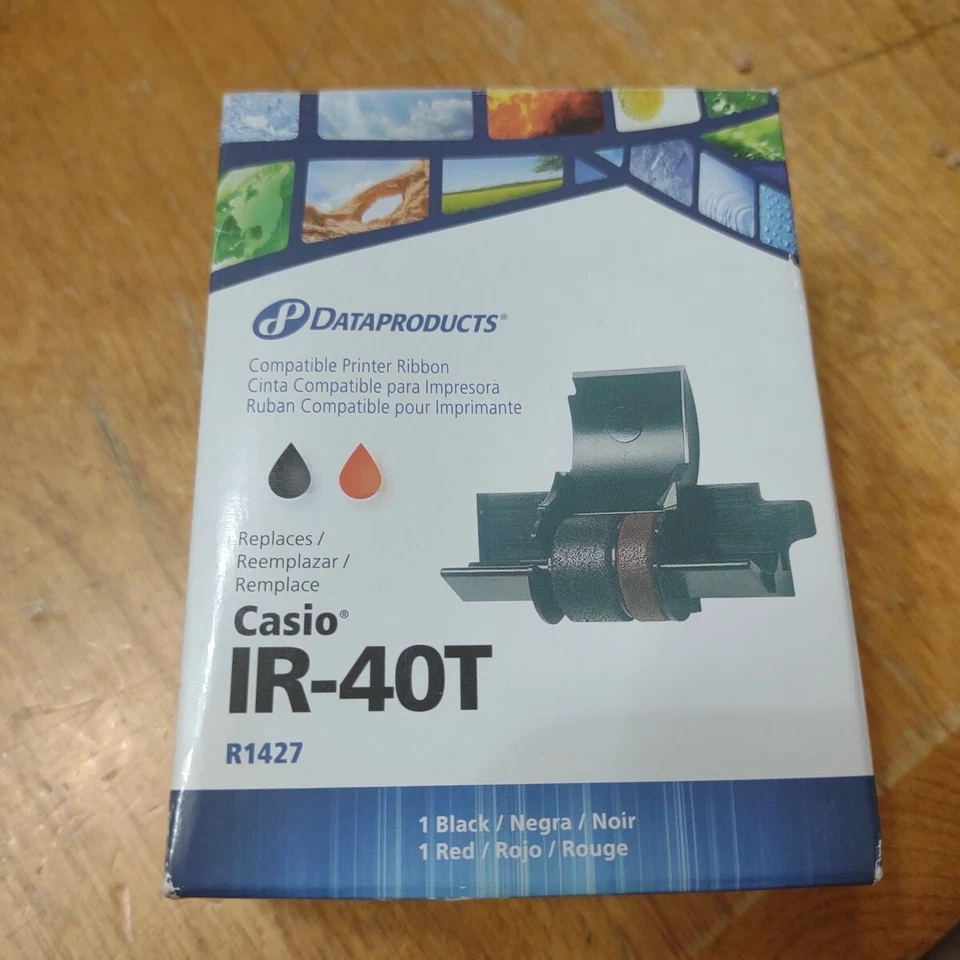 DATAPRODUCTS®
Compatible Printer Ribbon
Cinta Compatible para Impresora
Ruban Compatible pour Imprimante
Replaces /
Reemplazar /
Remplace
Casio®
IR-40T
R1427
1 Black / Negra / Noir
1 Red / Rojo / Rouge